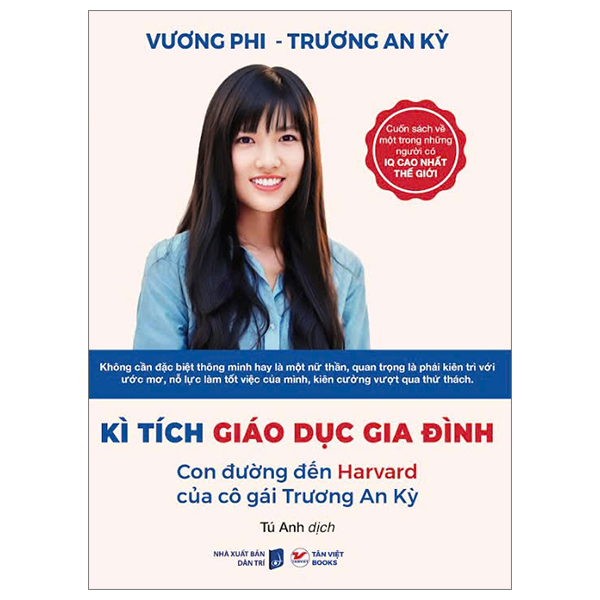 VƯƠNG PHI - TRƯƠNG AN KỲ
Cuốn sách về
một trong những
người có
IQ CAO NHẤT
THẾ GIỚI
Không cần đặc biệt thông minh hay là một nữ thần, quan trọng là phải kiên trì với
ước mơ, nỗ lực làm tốt việc của mình, kiên cường vượt qua thử thách.
KÌ TÍCH GIÁO DỤC GIA ĐÌNH
Con đường đến Harvard
của cô gái Trương An Kỳ
Tú Anh dịch
NHÀ XUẤT BẢN
DÂN TRÍ
TANVIET
TÂN VIỆT
BOOKS